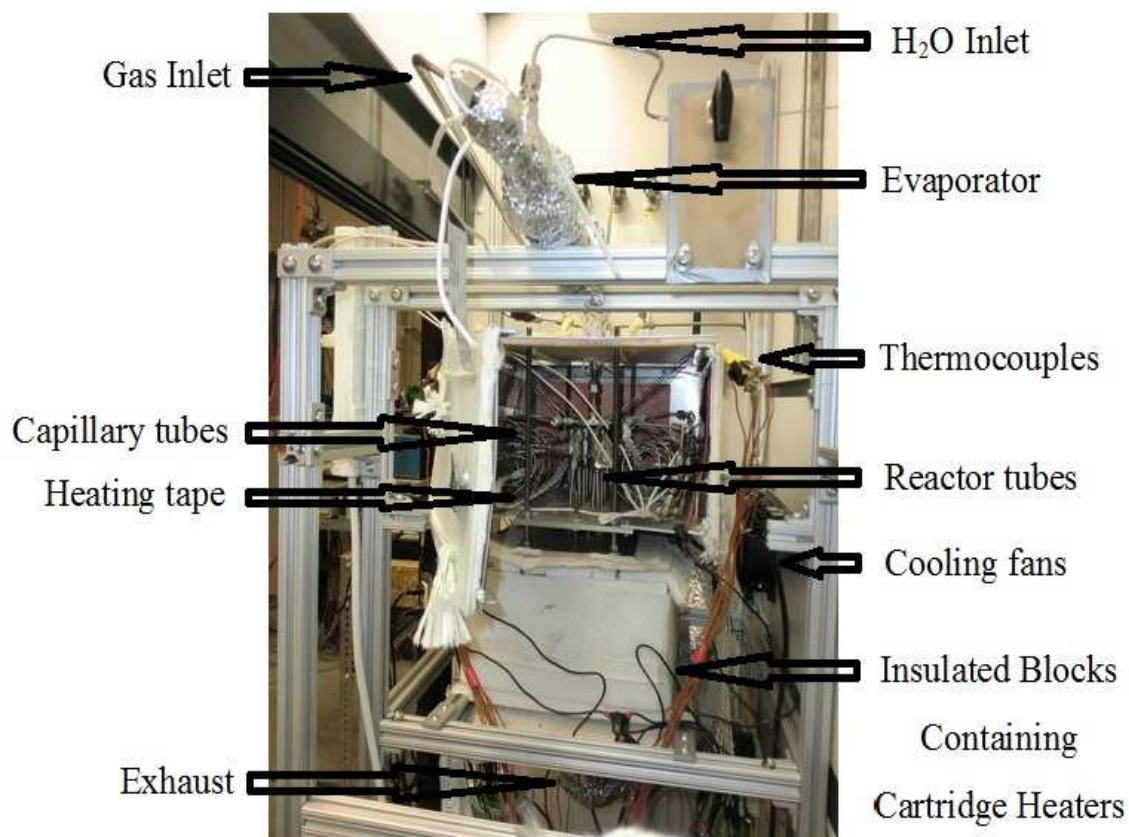 Gas Inlet
H₂O Inlet
Evaporator
Thermocouples
Capillary tubes
Heating tape
Reactor tubes
Cooling fans
Insulated Blocks
Containing
Cartridge Heaters
Exhaust